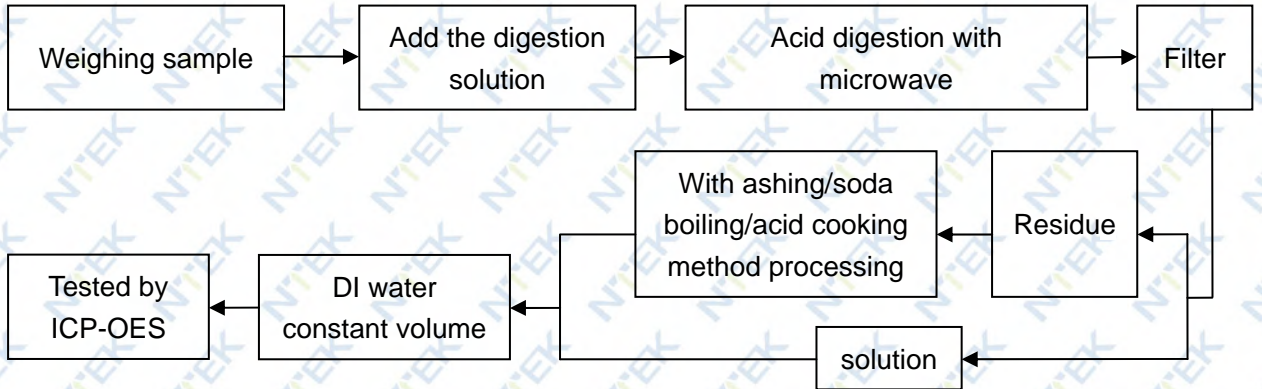 Weighing sample
Add the digestion
solution
Acid digestion with
microwave
Filter
With ashing/soda
boiling/acid cooking
method processing
Residue
Tested by
ICP-OES
DI water
constant volume
solution
NTEK